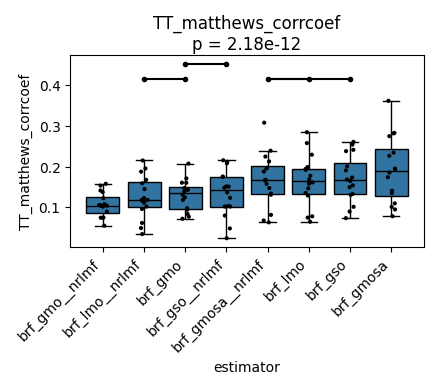 TT_matthews_corrcoef
p = 2.18e-12
TT_matthews_corrcoef
0.4
0.3
0.2
0.1
brf_gmo__nrlmf
brf_lmo__nrlmf
brf_gmo
brf_gso__nrlmf
brf_gmosa__nrlmf
brf_lmo
brf_gso
brf_gmosa
estimator